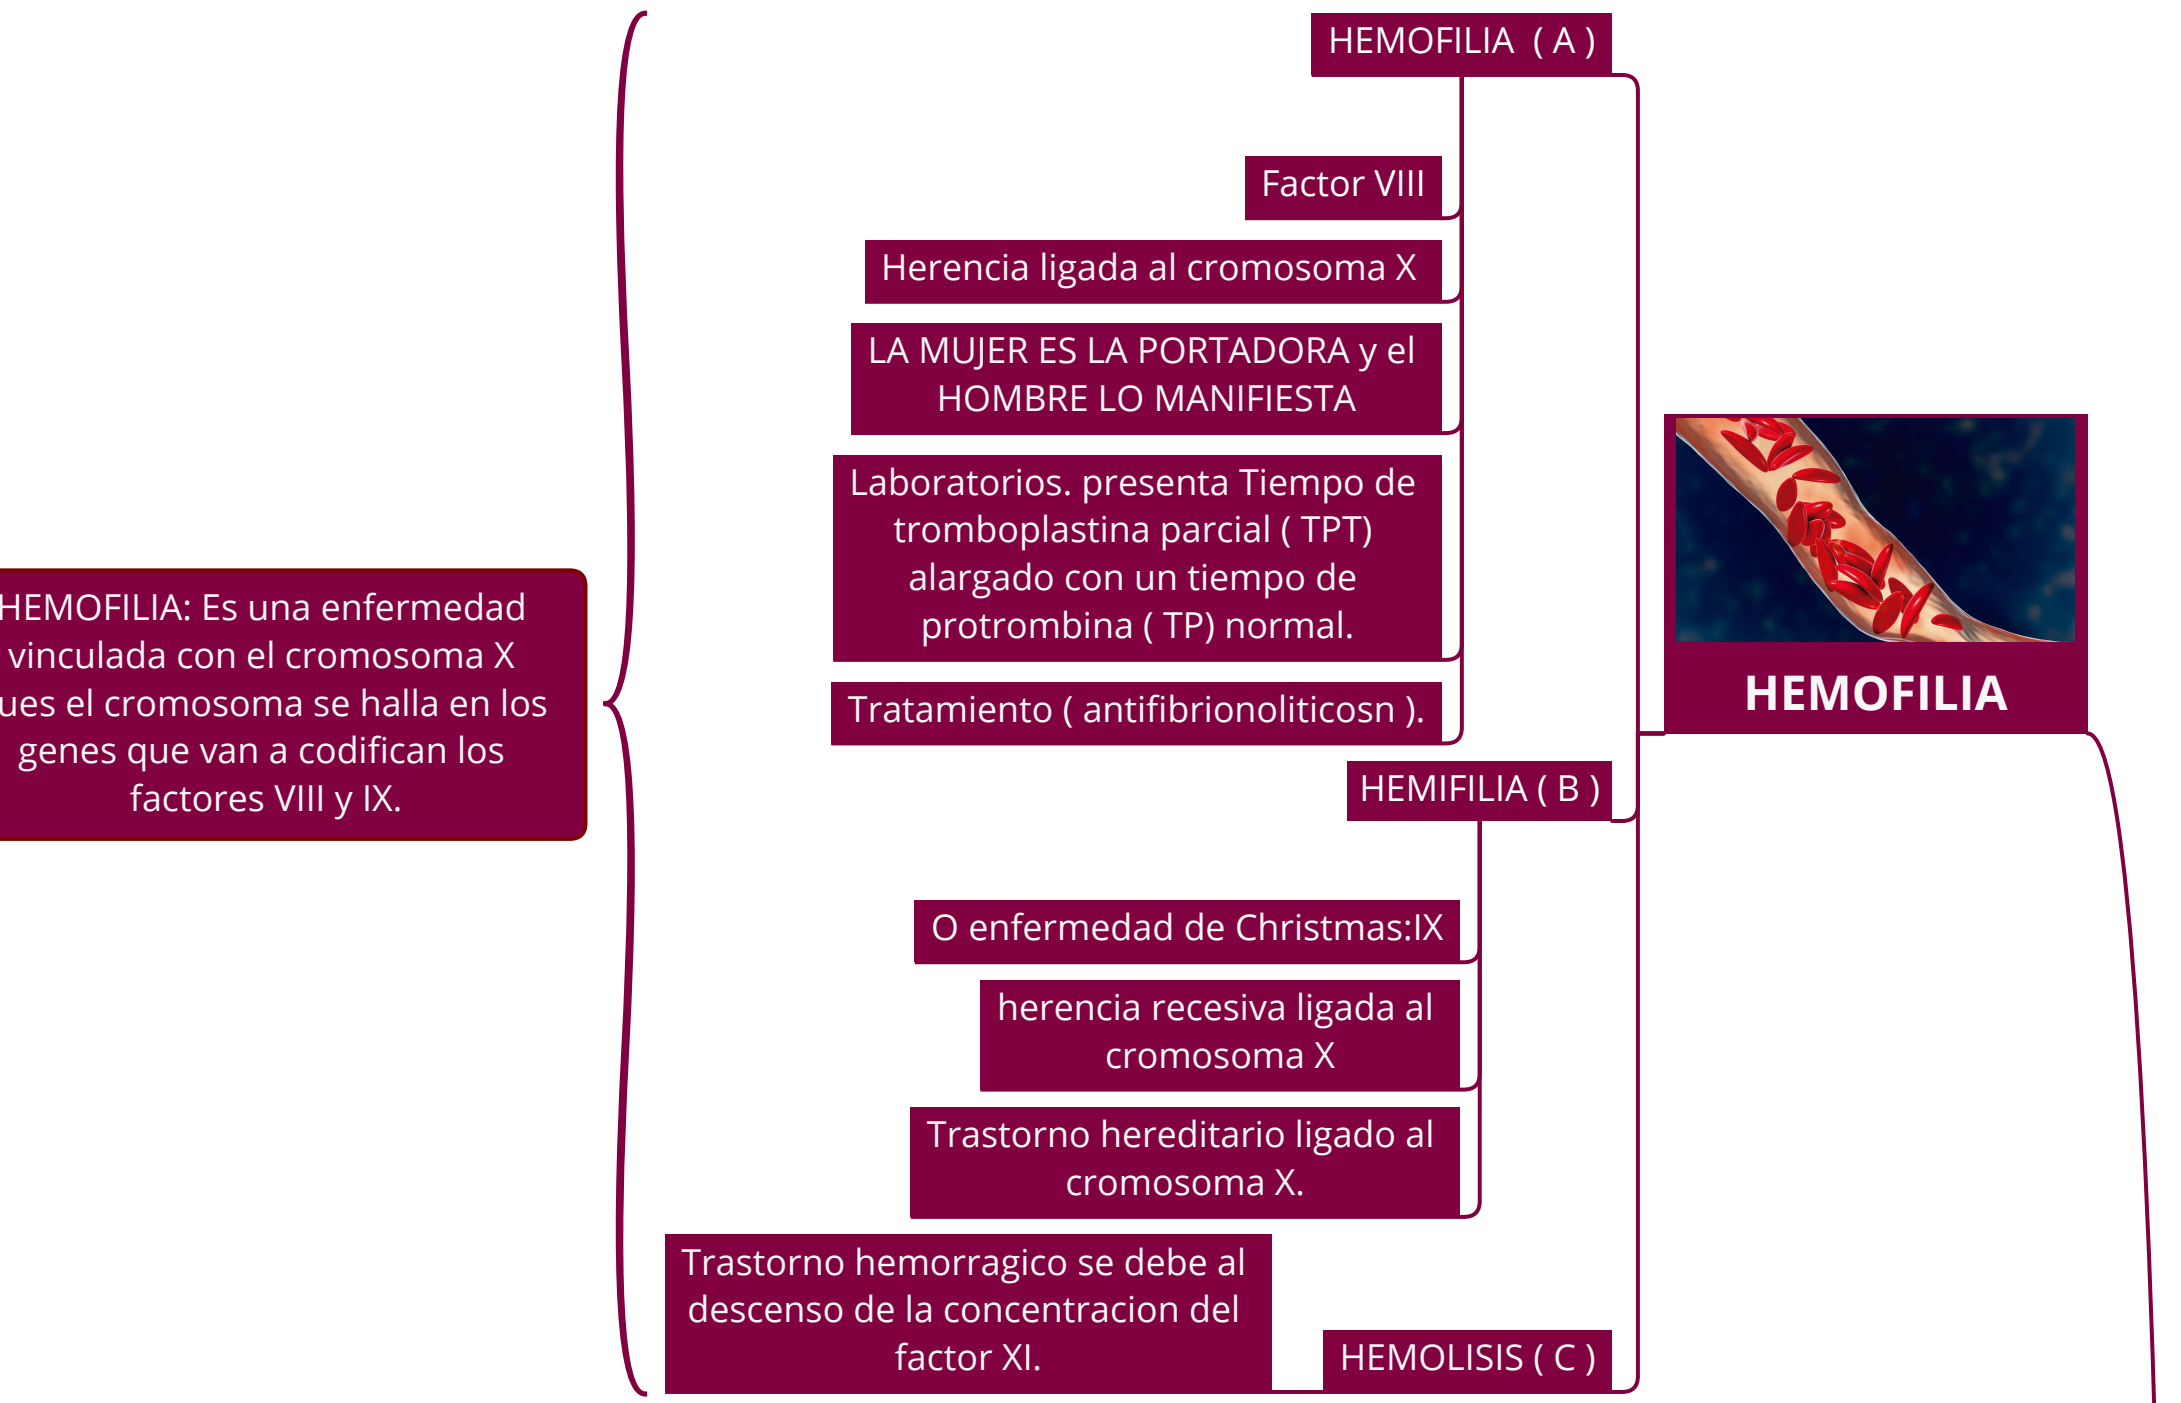 HEMOFILIA ( A )
Factor VIII
Herencia ligada al cromosoma X
LA MUJER ES LA PORTADORA y el
HOMBRE LO MANIFIESTA
Laboratorios. presenta Tiempo de
tromboplastina parcial ( TPT)
alargado con un tiempo de
protrombina ( TP) normal.
Tratamiento ( antifibrionoliticosn ).
HEMOFILIA
HEMOFILIA: Es una enfermedad
vinculada con el cromosoma X
el cromosoma se halla en los
genes que van a codifican los
factores VIII y IX.
HEMIFILIA ( B )
O enfermedad de Christmas:IX
herencia recesiva ligada al
cromosoma X
Trastorno hereditario ligado al
cromosoma X.
Trastorno hemorragico se debe al
descenso de la concentracion del
factor XI.
HEMOLISIS ( C )